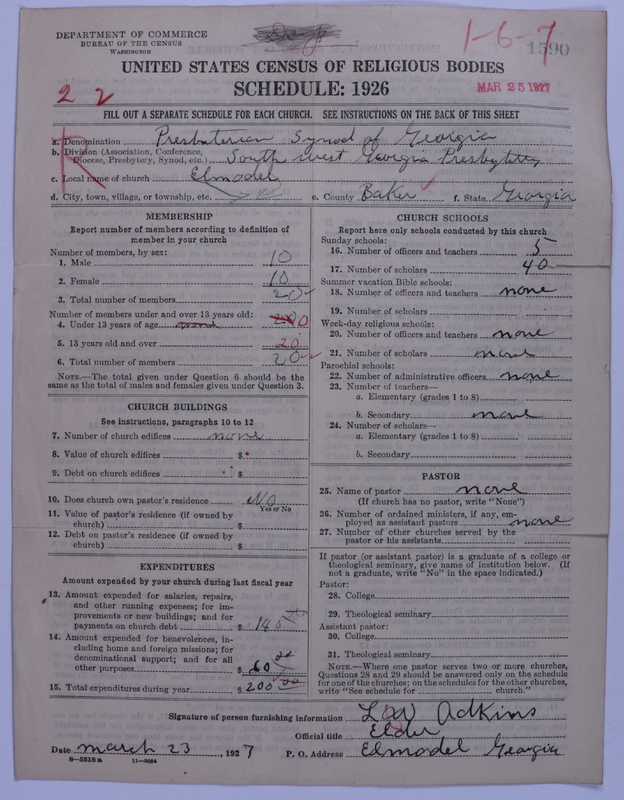 DEPARTMENT OF COMMERCE
BUREAU OF THE CENSUS
WASHINGTON
1-6-7
1590
UNITED STATES CENSUS OF RELIGIOUS BODIES
SCHEDULE: 1926
MAR 25 1927
2 2
FILL OUT A SEPARATE SCHEDULE FOR EACH CHURCH. SEE INSTRUCTIONS ON THE BACK OF THIS SHEET
R
a. Denomination Presbyterian Synod of Georgia
b. Division (Association, Conference, Diocese, Presbytery, Synod, etc.) South west Georgia Presbytery
c. Local name of church Elmodel
d. City, town, village, or township, etc. e. County Baker f. State Georgia
MEMBERSHIP
Report number of members according to definition of member in your church
Number of members, by sex:
1. Male 10
2. Female 10
3. Total number of members 20
Number of members under and over 13 years old:
4. Under 13 years of age 0
5. 13 years old and over 20
6. Total number of members 20
NOTE.—The total given under Question 6 should be the same as the total of males and females given under Question 3.
CHURCH BUILDINGS
See instructions, paragraphs 10 to 12
7. Number of church edifices none
8. Value of church edifices $
9. Debt on church edifices $
10. Does church own pastor's residence No
Yes or No
11. Value of pastor's residence (if owned by church) $
12. Debt on pastor's residence (if owned by church) $
EXPENDITURES
Amount expended by your church during last fiscal year
13. Amount expended for salaries, repairs, and other running expenses; for improvements or new buildings; and for payments on church debt $ 140
14. Amount expended for benevolences, including home and foreign missions; for denominational support; and for all other purposes $ 60 00
15. Total expenditures during year $ 200 00
CHURCH SCHOOLS
Report here only schools conducted by this church
Sunday schools:
16. Number of officers and teachers 5
17. Number of scholars 40
Summer vacation Bible schools:
18. Number of officers and teachers none
19. Number of scholars
Week-day religious schools:
20. Number of officers and teachers none
21. Number of scholars none
Parochial schools:
22. Number of administrative officers none
23. Number of teachers—
a. Elementary (grades 1 to 8)
b. Secondary none
24. Number of scholars—
a. Elementary (grades 1 to 8)
b. Secondary
PASTOR
25. Name of pastor none
(If church has no pastor, write "None")
26. Number of ordained ministers, if any, employed as assistant pastors none
27. Number of other churches served by the pastor or his assistants
If pastor (or assistant pastor) is a graduate of a college or theological seminary, give name of institution below. (If not a graduate, write "No" in the space indicated.)
Pastor:
28. College
29. Theological seminary
Assistant pastor:
30. College
31. Theological seminary
NOTE.—Where one pastor serves two or more churches, Questions 28 and 29 should be answered only on the schedule for one of the churches; on the schedules for the other churches, write "See schedule for church."
Signature of person furnishing information L W Adkins
Official title Elder
Date march 23, 1927 P. O. Address Elmodel Georgia
8—5518 a 11—9064